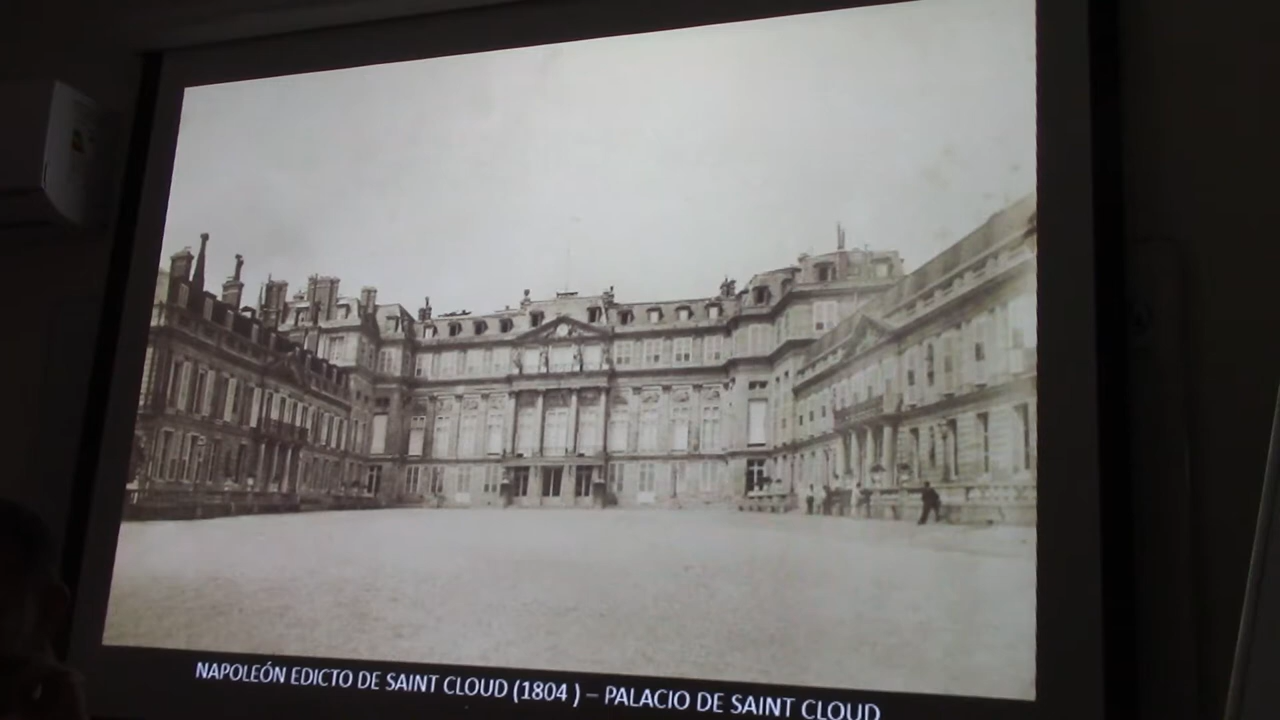 NAPOLEÓN EDICTO DE SAINT CLOUD (1804 ) – PALACIO DE SAINT CLOUD